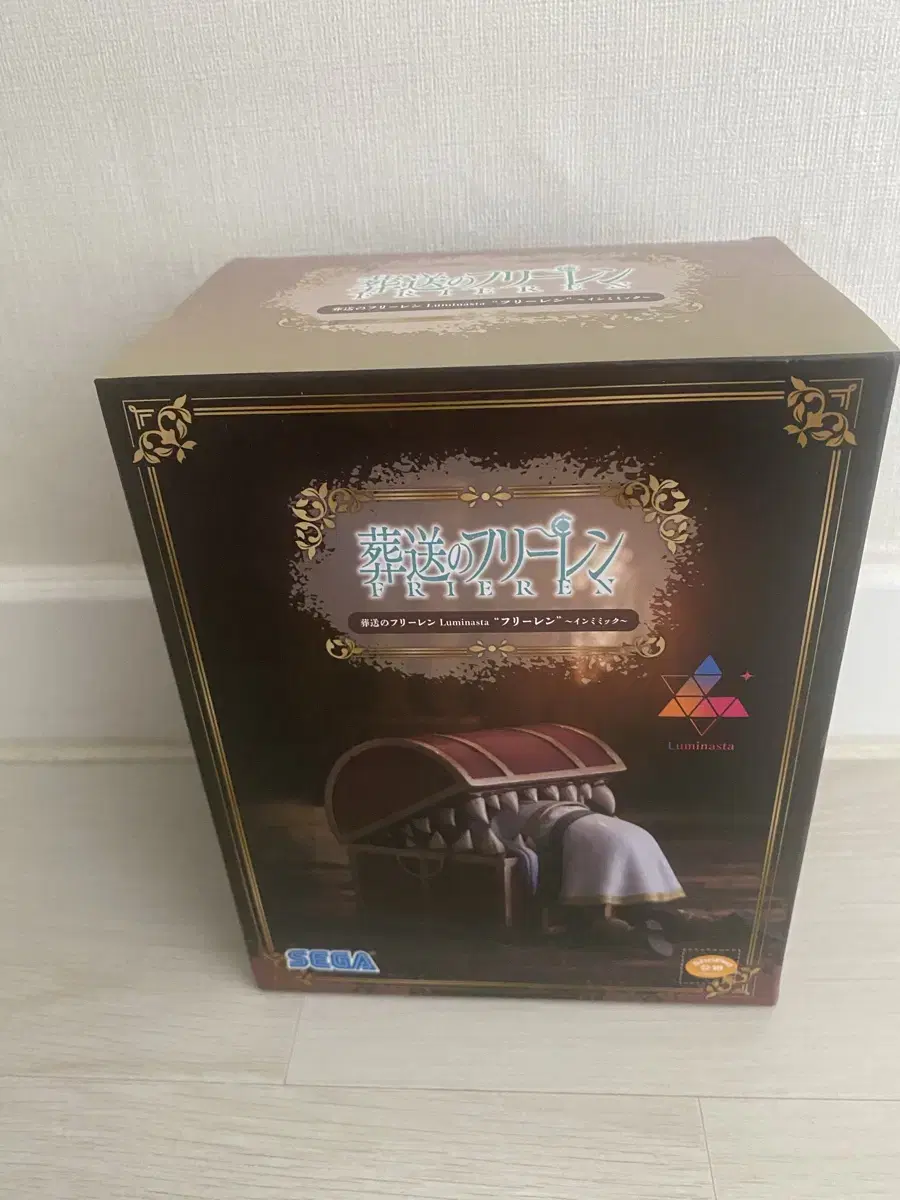 葬送のフリーレン
FRIEREN
葬送のフリーレン Luminasta “フリーレン” ～インミミック～
葬送のフリーレン
FRIEREN
葬送のフリーレン Luminasta “フリーレン” ～インミミック～
Luminasta
SEGA